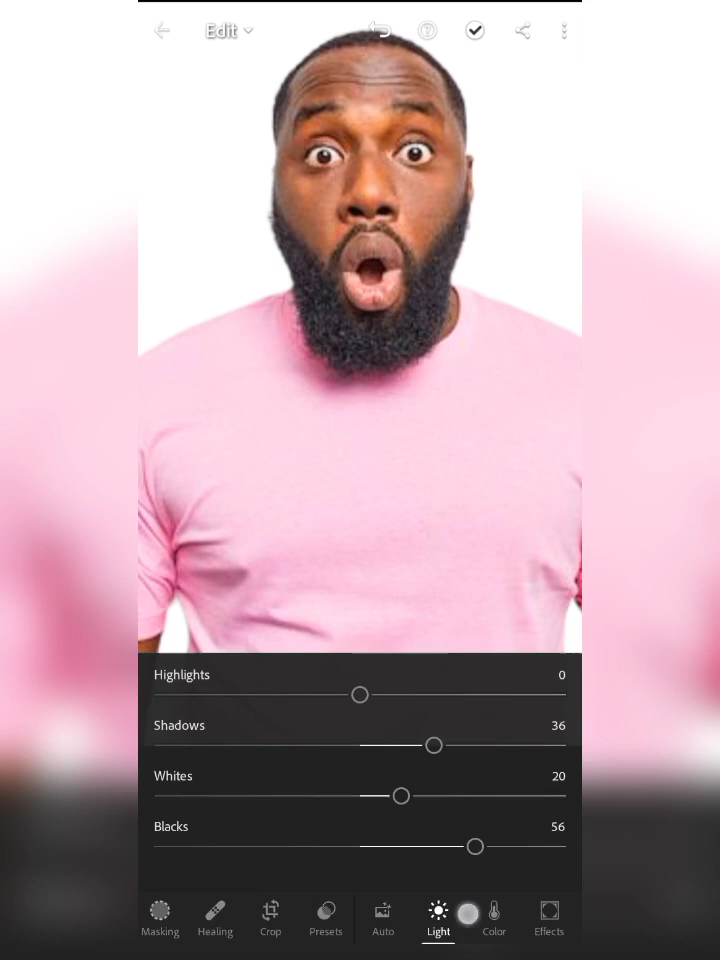 Edit
Highlights 0
Shadows 36
Whites 20
Blacks 56
Masking Healing Crop Presets Auto Light Color Effects